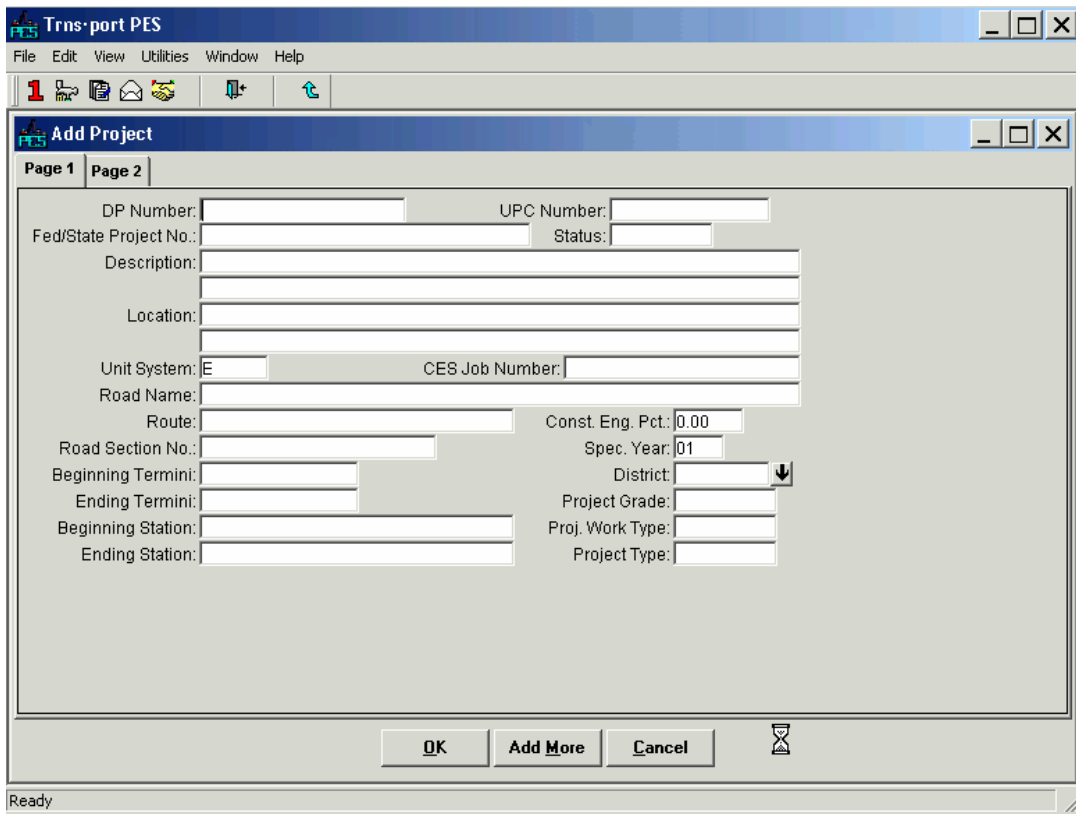 PES Trns·port PES
File Edit View Utilities Window Help
1
PES Add Project
Page 1 Page 2
DP Number: UPC Number:
Fed/State Project No.: Status:
Description:
Location:
Unit System: E CES Job Number:
Road Name:
Route: Const. Eng. Pct.: 0.00
Road Section No.: Spec. Year: 01
Beginning Termini: District:
Ending Termini: Project Grade:
Beginning Station: Proj. Work Type:
Ending Station: Project Type:
OK Add More Cancel
Ready